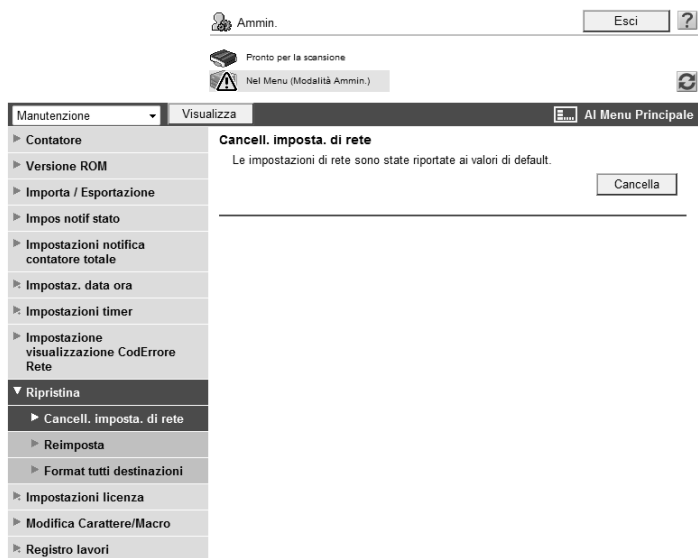 Ammin.
Esci
?
Pronto per la scansione
Nel Menu (Modalità Ammin.)
Manutenzione
Visualizza
Al Menu Principale
Contatore
Versione ROM
Importa / Esportazione
Impos notif stato
Impostazioni notifica
contatore totale
Impostaz. data ora
Impostazioni timer
Impostazione
visualizzazione CodErrore
Rete
Ripristina
Cancell. imposta. di rete
Reimposta
Format tutti destinazioni
Impostazioni licenza
Modifica Carattere/Macro
Registro lavori
Cancell. imposta. di rete
Le impostazioni di rete sono state riportate ai valori di default.
Cancella